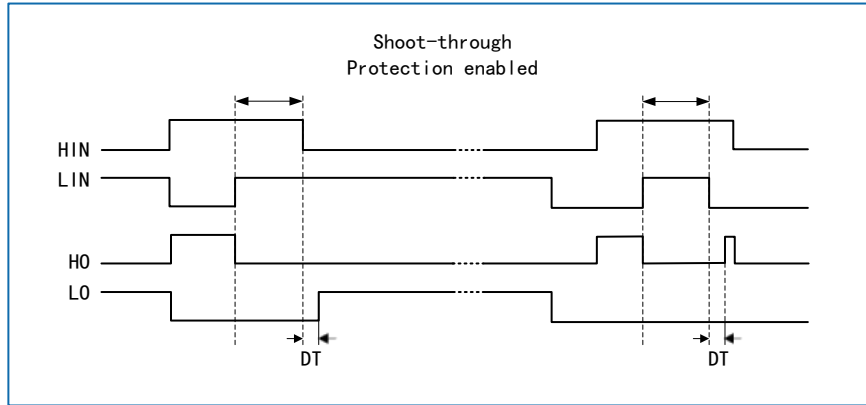 Shoot-through
Protection enabled
HIN
LIN
HO
LO
DT
DT